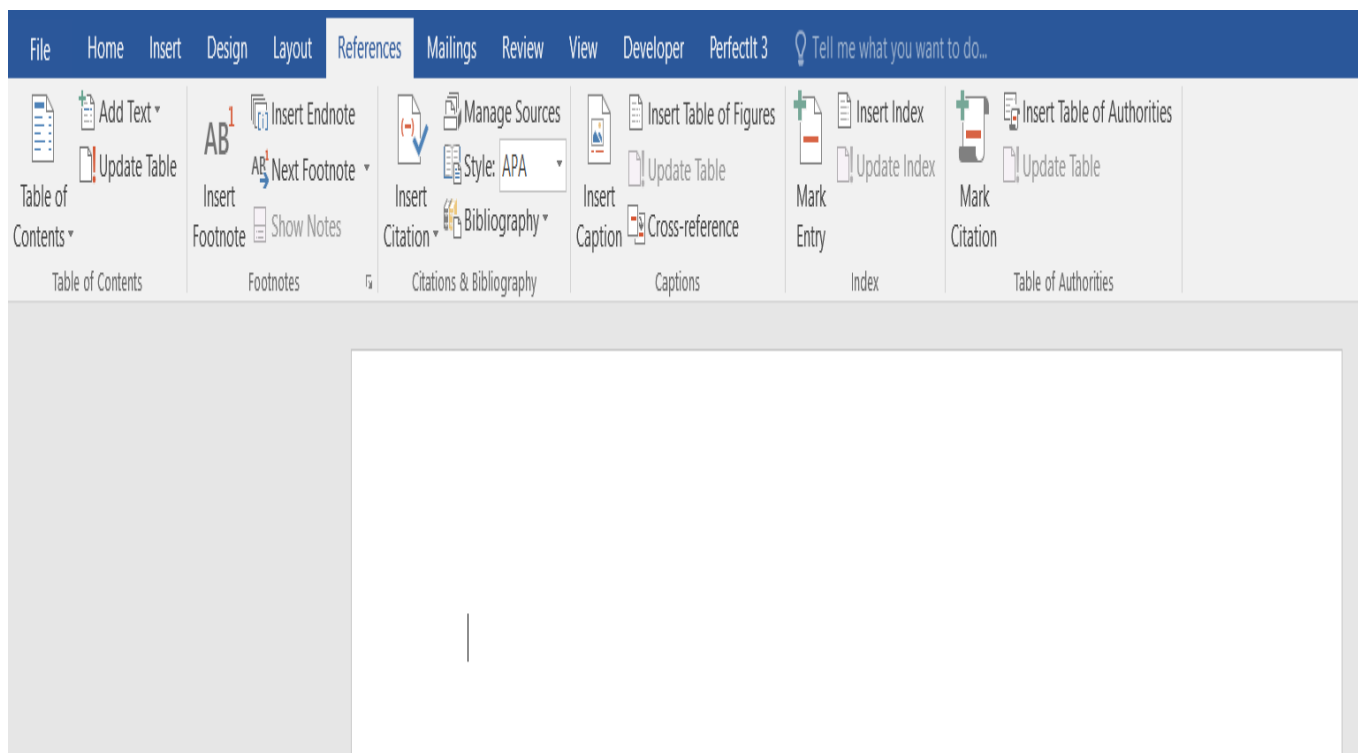 File Home Insert Design Layout References Mailings Review View Developer PerfectIt 3 Tell me what you want to do...
Add Text
Update Table
Table of
Contents
Table of Contents
AB1
Insert
Footnote
Insert Endnote
AB1 Next Footnote
Show Notes
Footnotes
Insert
Citation
Manage Sources
Style: APA
Bibliography
Citations & Bibliography
Insert
Caption
Insert Table of Figures
Update Table
Cross-reference
Captions
Mark
Entry
Insert Index
Update Index
Index
Mark
Citation
Insert Table of Authorities
Update Table
Table of Authorities